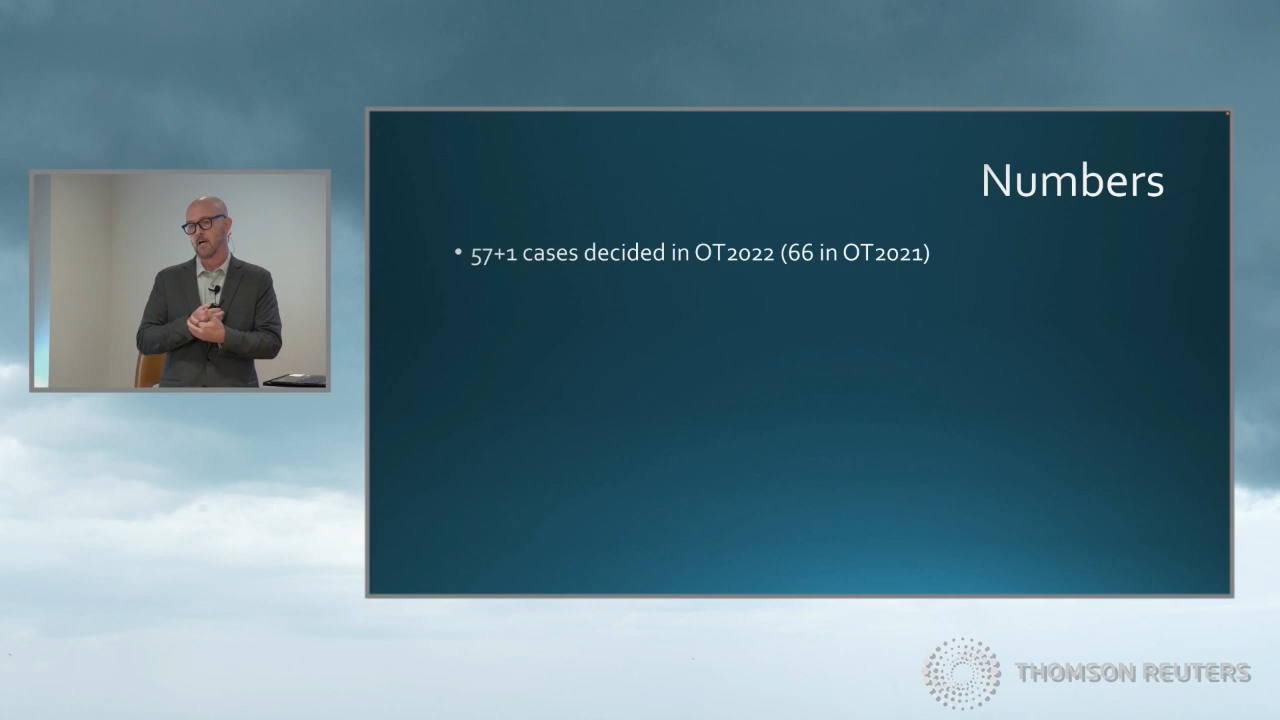 Numbers
• 57+1 cases decided in OT2022 (66 in OT2021)
THOMSON REUTERS